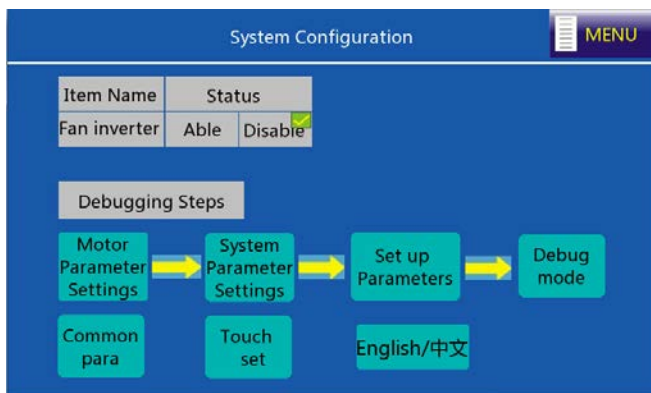 System Configuration
MENU
Item Name Status
Fan inverter Able Disable
Debugging Steps
Motor
Parameter
Settings
System
Parameter
Settings
Set up
Parameters
Debug
mode
Common
para
Touch
set
English/中文